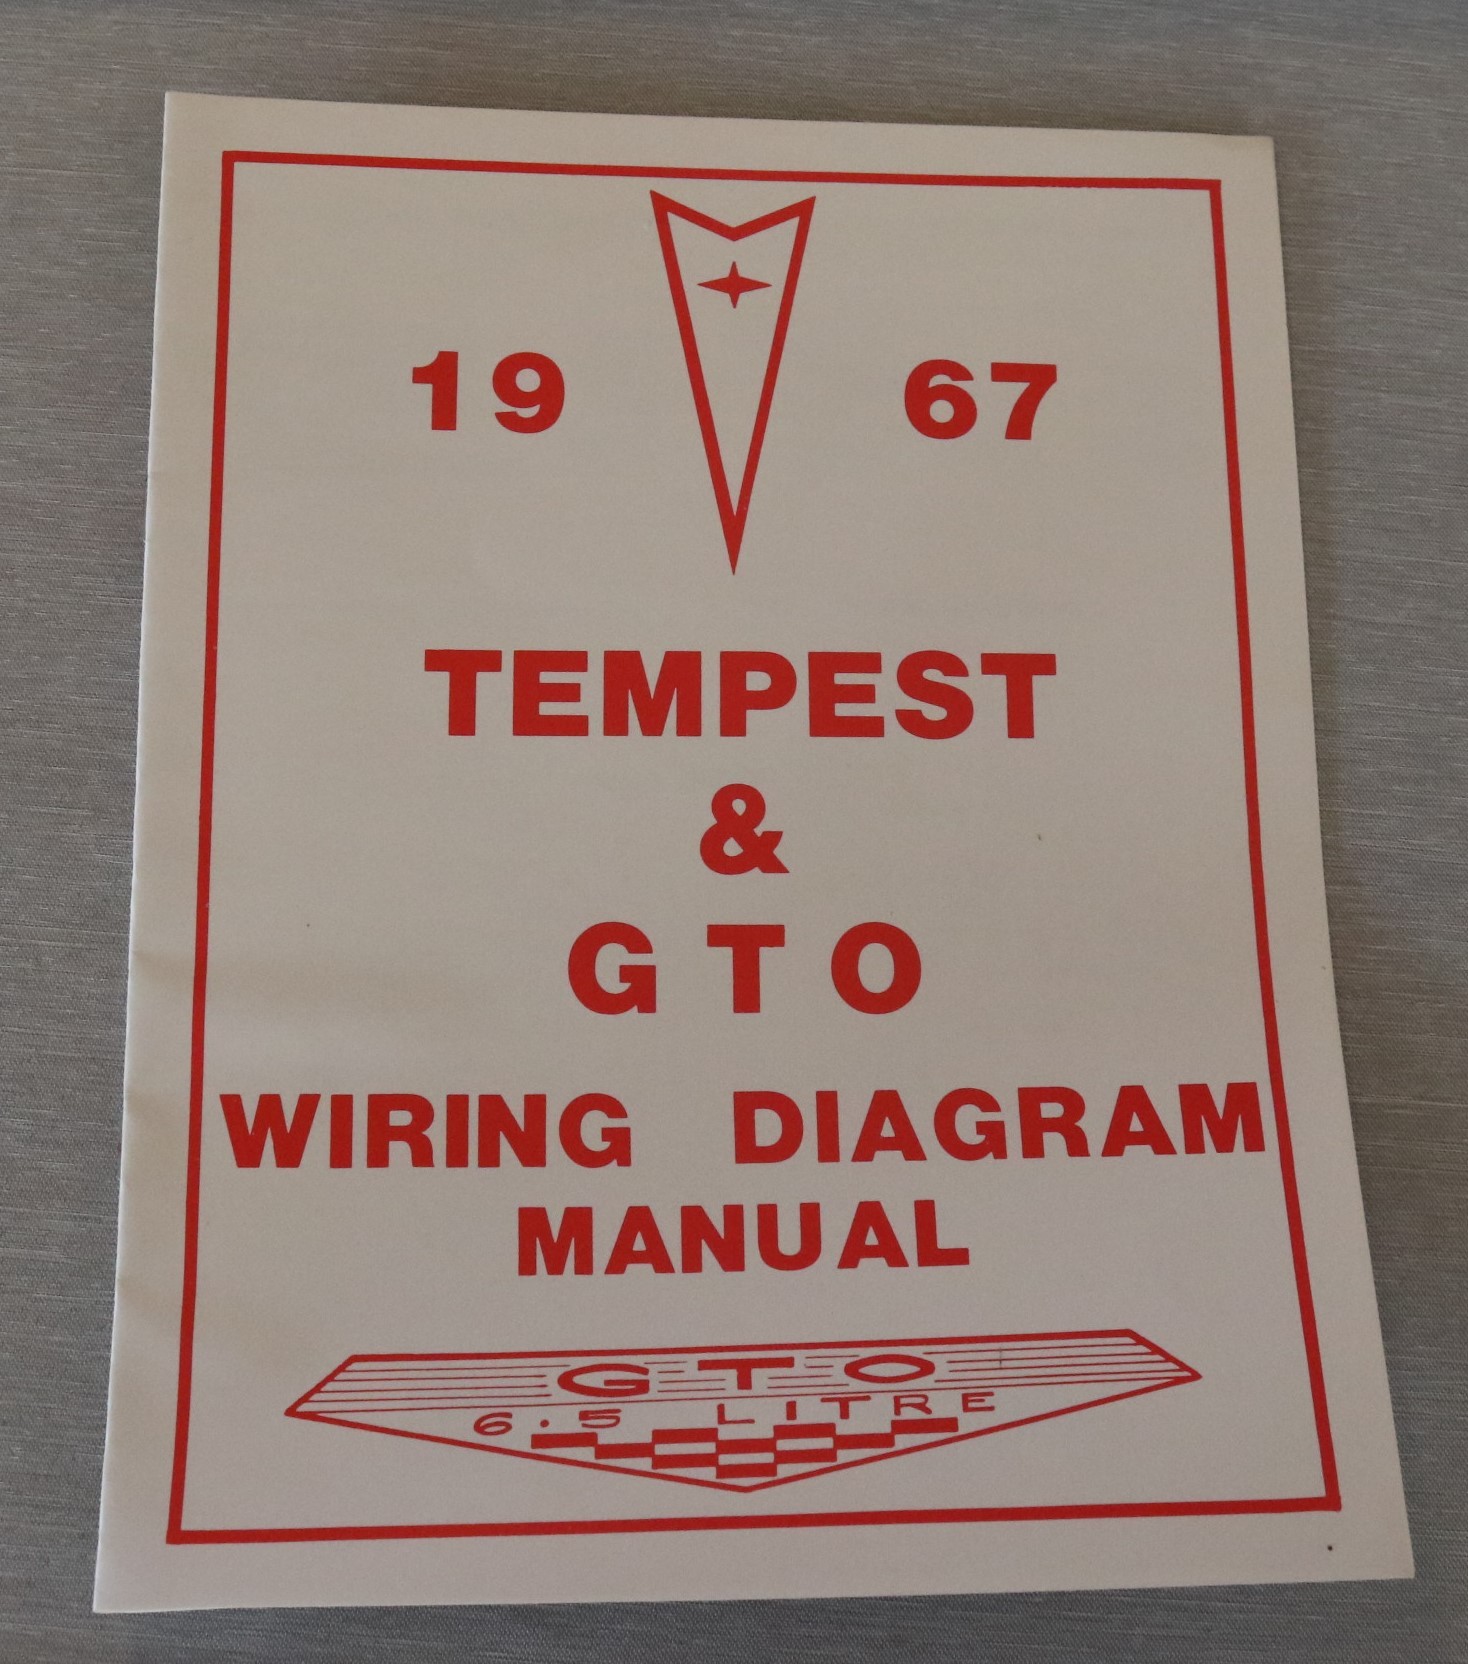 19 67
TEMPEST
&
GTO
WIRING DIAGRAM
MANUAL
GTO
6.5 LITRE